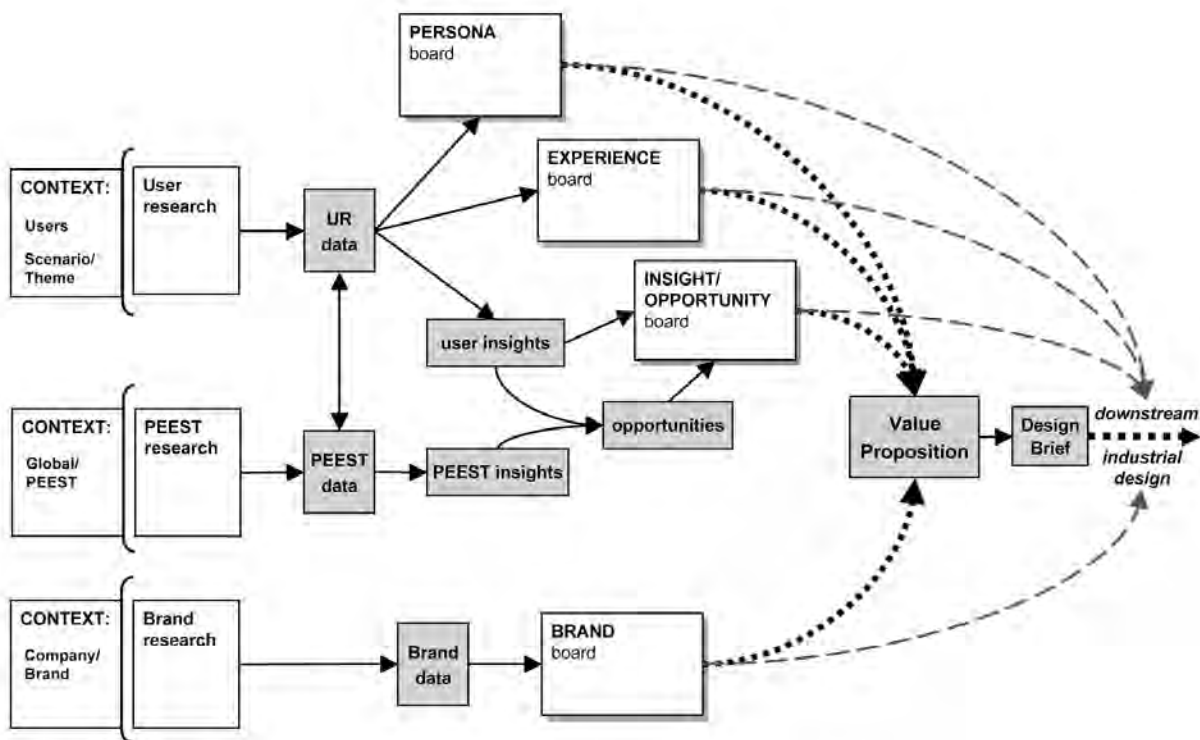 PERSONA
board
EXPERIENCE
board
CONTEXT:
Users
Scenario/
Theme
User
research
UR
data
INSIGHT/
OPPORTUNITY
board
user insights
CONTEXT:
Global/
PEEST
PEEST
research
PEEST
data
PEEST insights
opportunities
Value
Proposition
Design
Brief
downstream
industrial
design
CONTEXT:
Company/
Brand
Brand
research
Brand
data
BRAND
board